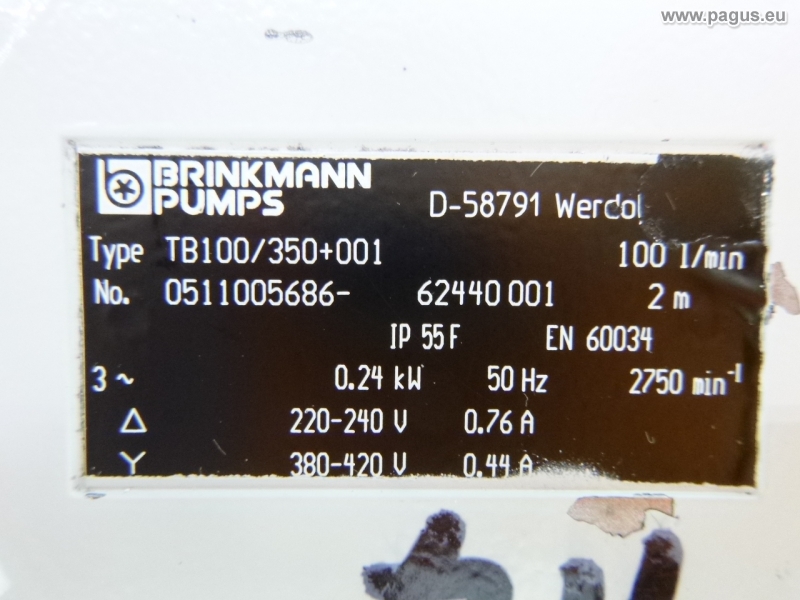 www.pagus.eu
BRINKMANN
PUMPS
D-58791
Type TB100/350+001 100 l/min
No. 0511005686- 62440 001 2 m
IP 55 F EN 60034
3 ~ 0.24 kW 50 Hz 2750 min⁻¹
Δ 220-240 V 0.76 A
Y 380-420 V 0.44 A